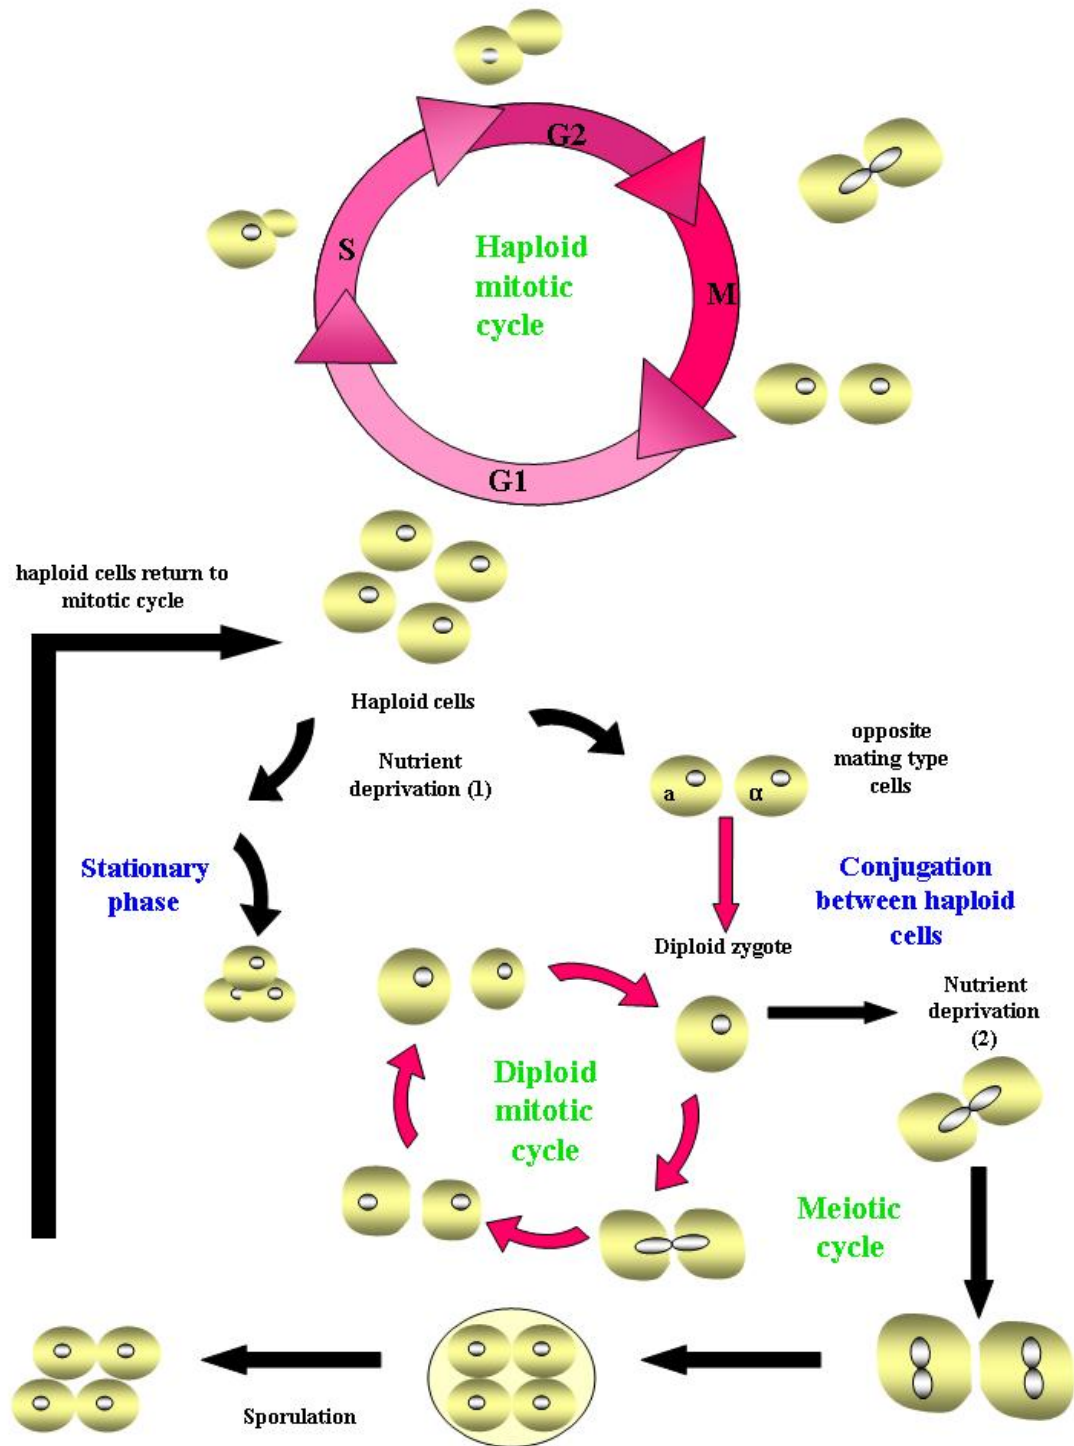 G2
S
Haploid
mitotic
cycle
M
G1
haploid cells return to
mitotic cycle
Haploid cells
Nutrient
deprivation (1)
opposite
mating type
cells
a
α
Stationary
phase
Conjugation
between haploid
cells
Diploid zygote
Nutrient
deprivation
(2)
Diploid
mitotic
cycle
Meiotic
cycle
Sporulation